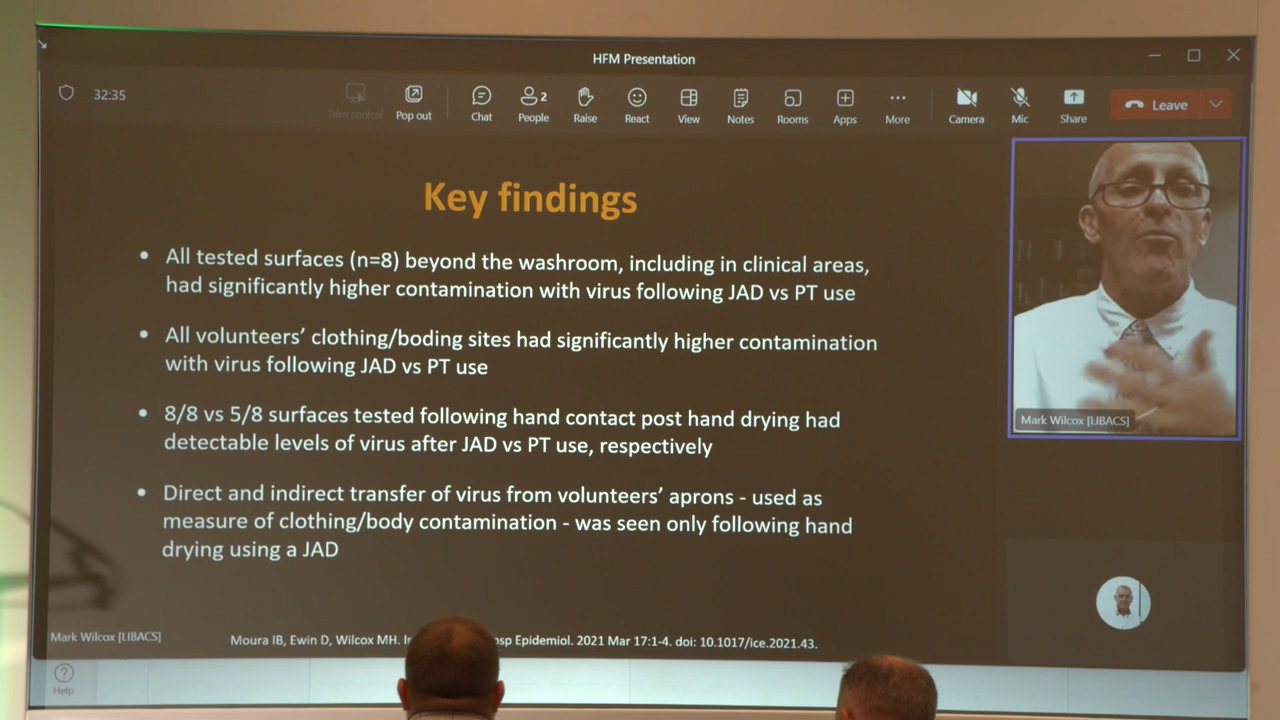 HFM Presentation
32:35
Take control
Pop out
Chat
People
2
Raise
React
View
Notes
Rooms
Apps
More
Camera
Mic
Share
Leave
Key findings
• All tested surfaces (n=8) beyond the washroom, including in clinical areas,
had significantly higher contamination with virus following JAD vs PT use
• All volunteers’ clothing/boding sites had significantly higher contamination
with virus following JAD vs PT use
• 8/8 vs 5/8 surfaces tested following hand contact post hand drying had
detectable levels of virus after JAD vs PT use, respectively
• Direct and indirect transfer of virus from volunteers’ aprons - used as
measure of clothing/body contamination - was seen only following hand
drying using a JAD
Mark Wilcox [LIBACS]
Mark Wilcox [LIBACS]
Moura IB, Ewin D, Wilcox MH. Epidemiol. 2021 Mar 17:1-4. doi: 10.1017/ice.2021.43.
Help